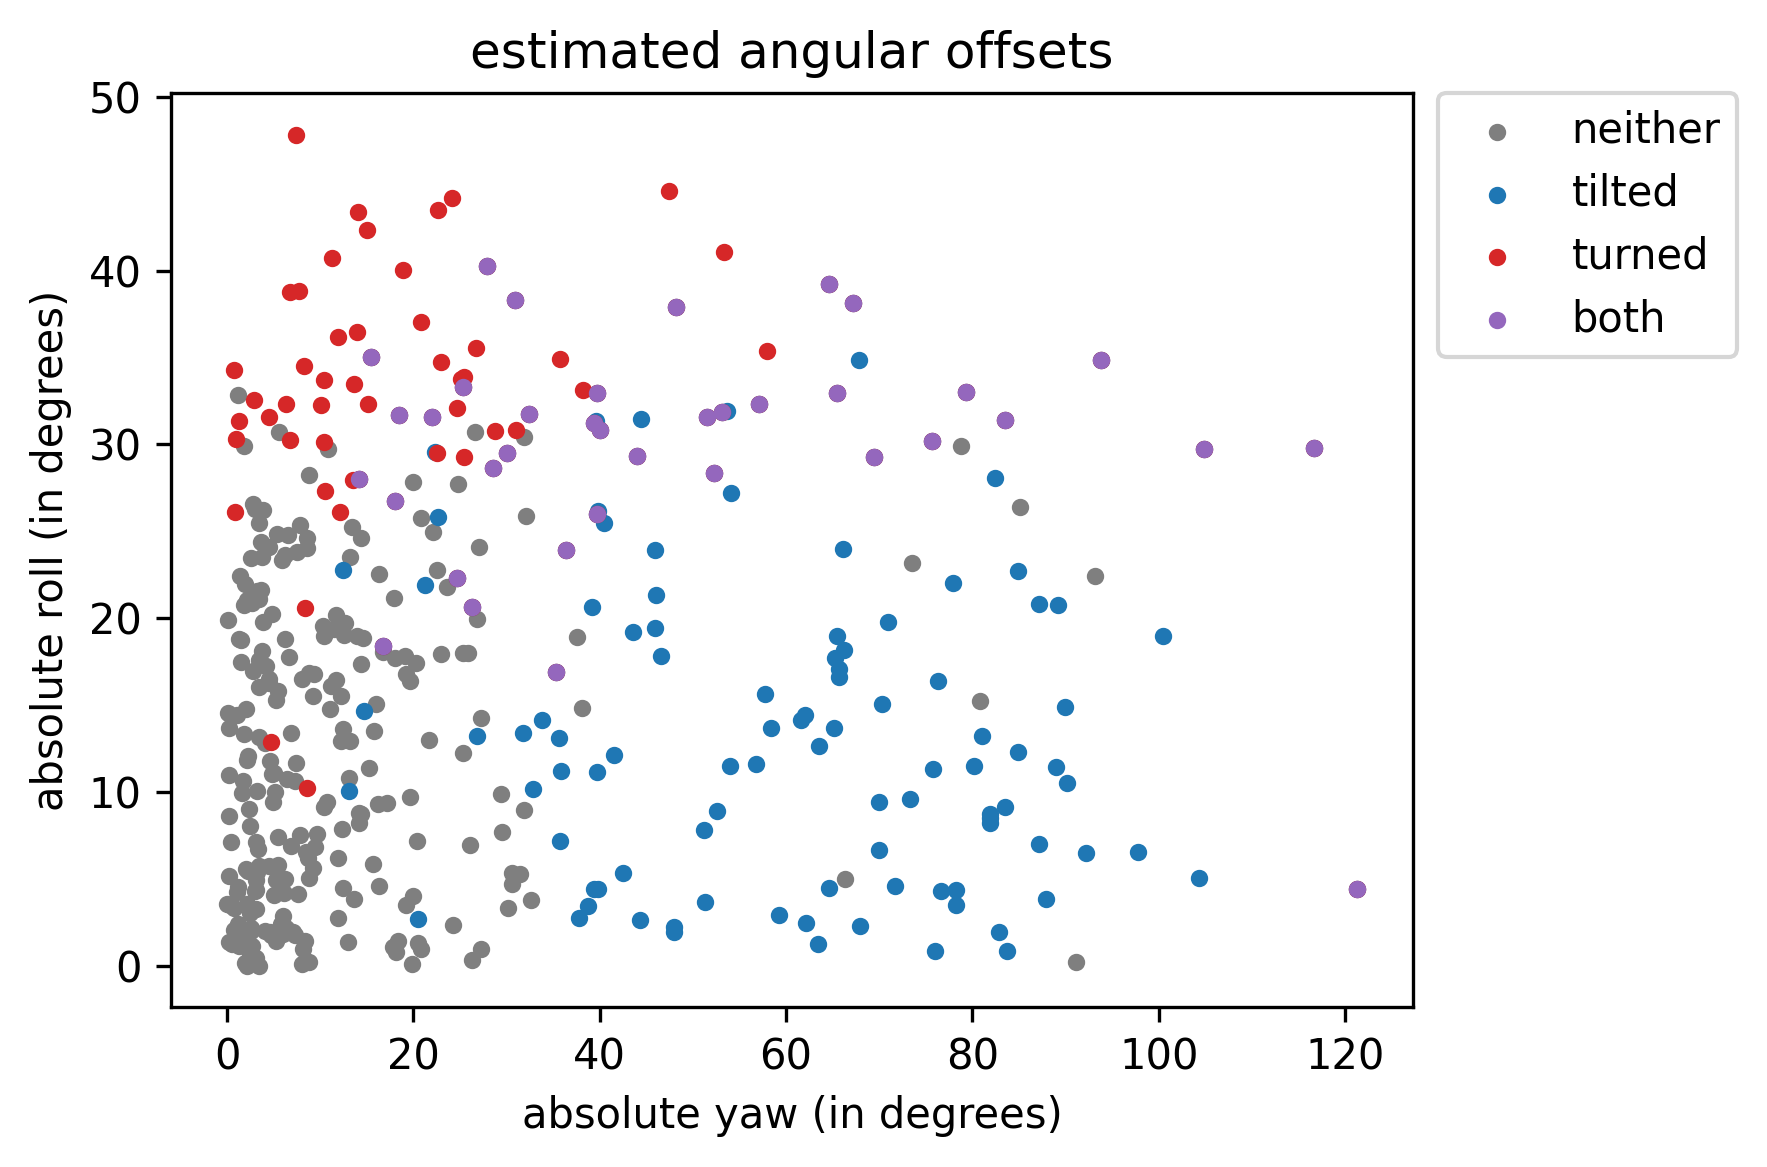 estimated angular offsets
50
40
30
20
10
0
absolute roll (in degrees)
0 20 40 60 80 100 120
absolute yaw (in degrees)
neither
tilted
turned
both